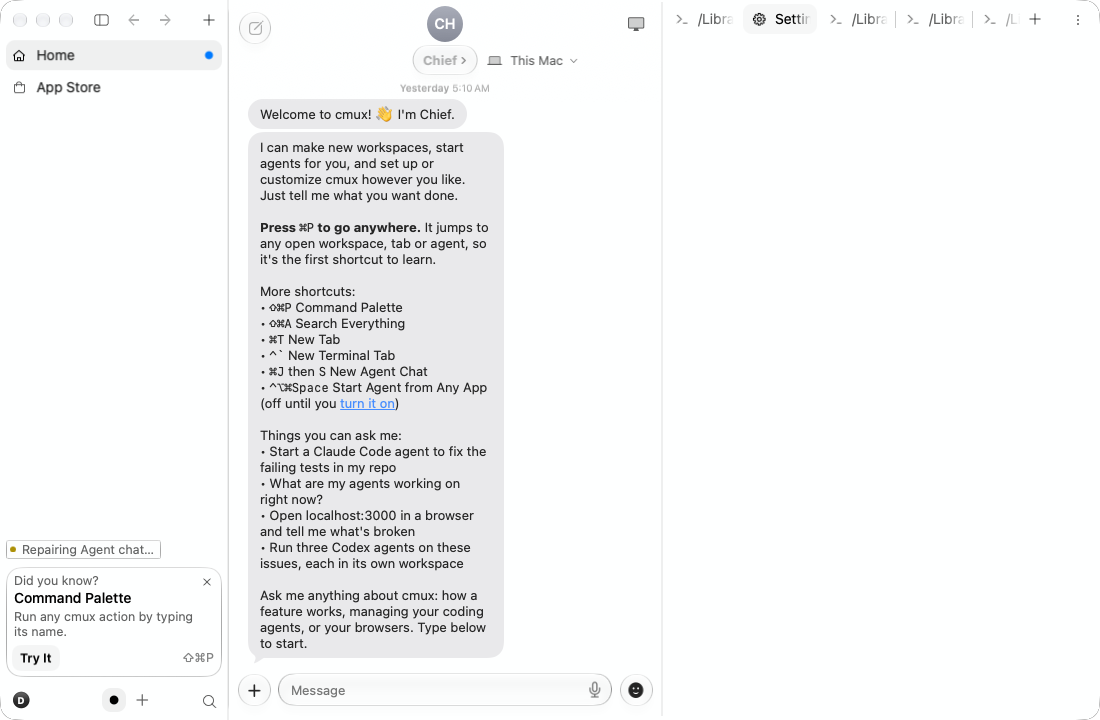 Home
App Store
Repairing Agent chat...
Did you know?
Command Palette
Run any cmux action by typing
its name.
Try It ⇧⌘P
D
CH
Chief ›
This Mac
Yesterday 5:10 AM
Welcome to cmux! 👋 I'm Chief.
I can make new workspaces, start
agents for you, and set up or
customize cmux however you like.
Just tell me what you want done.
Press ⌘P to go anywhere. It jumps to
any open workspace, tab or agent, so
it's the first shortcut to learn.
More shortcuts:
• ⇧⌘P Command Palette
• ⇧⌘A Search Everything
• ⌘T New Tab
• ^` New Terminal Tab
• ⌘J then S New Agent Chat
• ^⌥⌘Space Start Agent from Any App
(off until you turn it on)
Things you can ask me:
• Start a Claude Code agent to fix the
failing tests in my repo
• What are my agents working on
right now?
• Open localhost:3000 in a browser
and tell me what's broken
• Run three Codex agents on these
issues, each in its own workspace
Ask me anything about cmux: how a
feature works, managing your coding
agents, or your browsers. Type below
to start.
Message
/Libra
Settin
/Libra
/Libra
/L